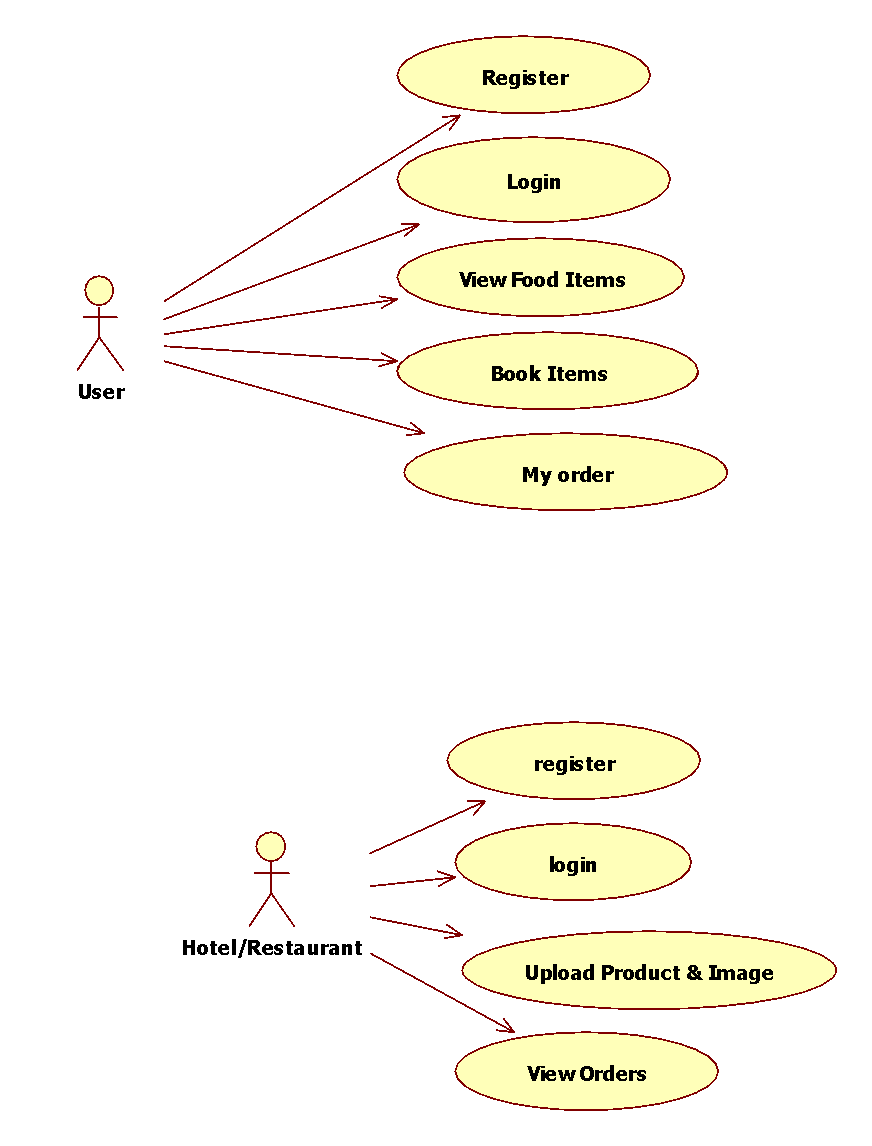 Register
Login
View Food Items
Book Items
My order
User
register
login
Upload Product & Image
View Orders
Hotel/Restaurant